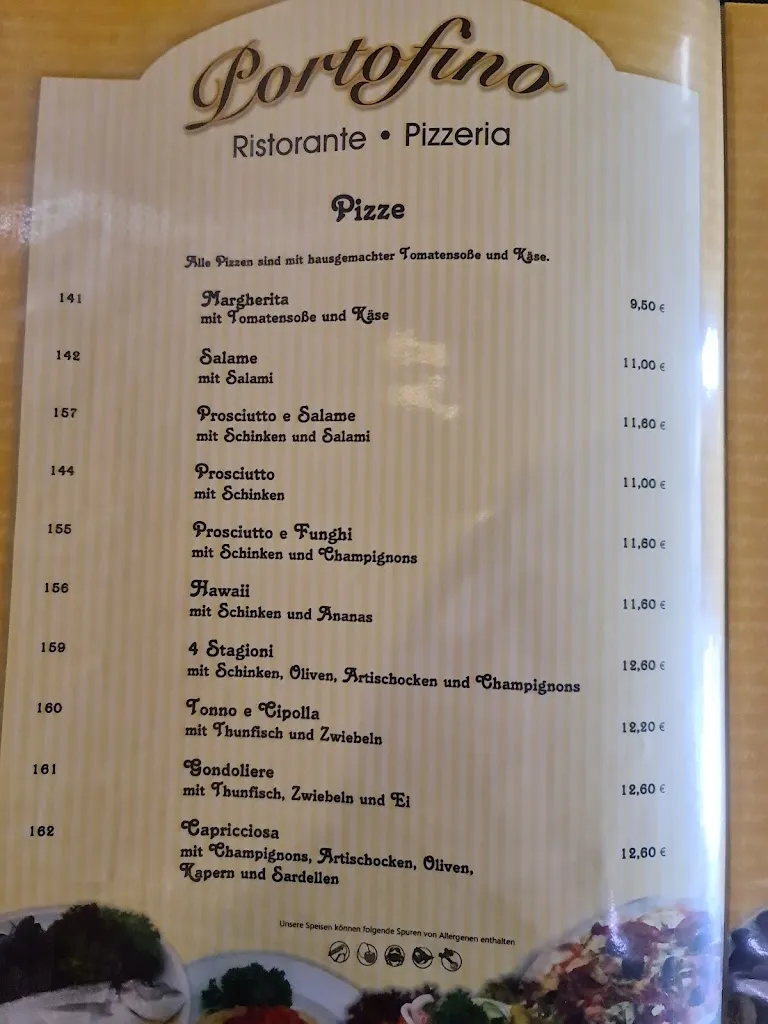 Portofino
Ristorante • Pizzeria
Pizze
Alle Pizzen sind mit hausgemachter Tomatensoße und Käse.
141 Margherita 9,50 €
mit Tomatensoße und Käse
142 Salame 11,00 €
mit Salami
157 Prosciutto e Salame 11,60 €
mit Schinken und Salami
144 Prosciutto 11,00 €
mit Schinken
155 Prosciutto e Funghi 11,60 €
mit Schinken und Champignons
156 Hawaii 11,60 €
mit Schinken und Ananas
159 4 Stagioni 12,60 €
mit Schinken, Oliven, Artischocken und Champignons
160 Tonno e Cipolla 12,20 €
mit Thunfisch und Zwiebeln
161 Gondoliere 12,60 €
mit Thunfisch, Zwiebeln und Ei
162 Capricciosa 12,60 €
mit Champignons, Artischocken, Oliven,
Kapern und Sardellen
Unsere Speisen können folgende Spuren von Allergenen enthalten